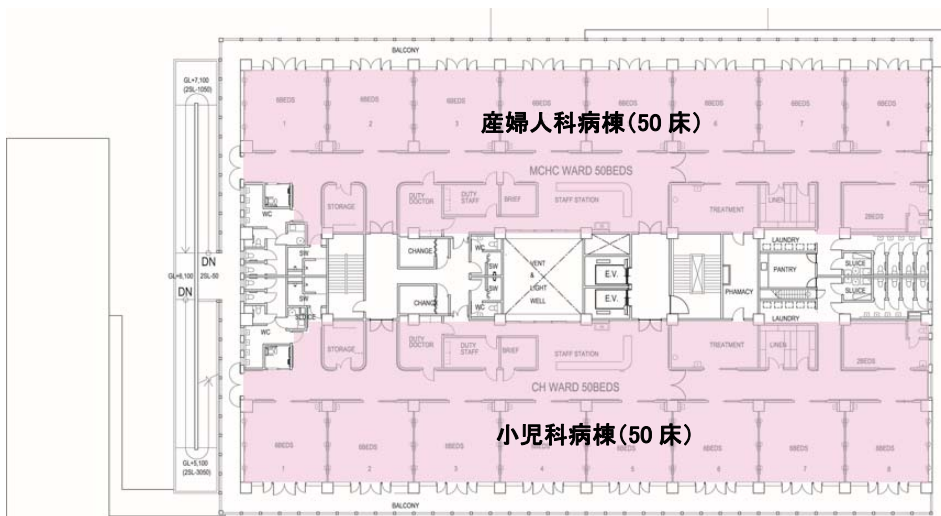 BALCONY
GL+7,100
(2SL-1050)
6BEDS
6BEDS
6BEDS
6BEDS
6BEDS
6BEDS
6BEDS
6BEDS
1
2
3
6
7
8
産婦人科病棟（50 床）
MCHC WARD 50BEDS
WC
STORAGE
DUTY
DOCTOR
DUTY
STAFF
BRIEF
STAFF STATION
TREATMENT
LINEN
2BEDS
SW
CHANGE
WC
SW
VENT
&
LIGHT
WELL
E.V.
E.V.
PHAMACY
LAUNDRY
PANTRY
SLUICE
SLUICE
LAUNDRY
DN
2SL-50
GL+6,100
DN
SW
WC
SW
WC
STORAGE
DUTY
DOCTOR
DUTY
STAFF
BRIEF
STAFF STATION
TREATMENT
LINEN
2BEDS
CH WARD 50BEDS
小児科病棟（50 床）
6BEDS
6BEDS
6BEDS
6BEDS
6BEDS
6BEDS
6BEDS
6BEDS
1
2
3
4
5
6
7
8
GL+5,100
(2SL-3050)
BALCONY